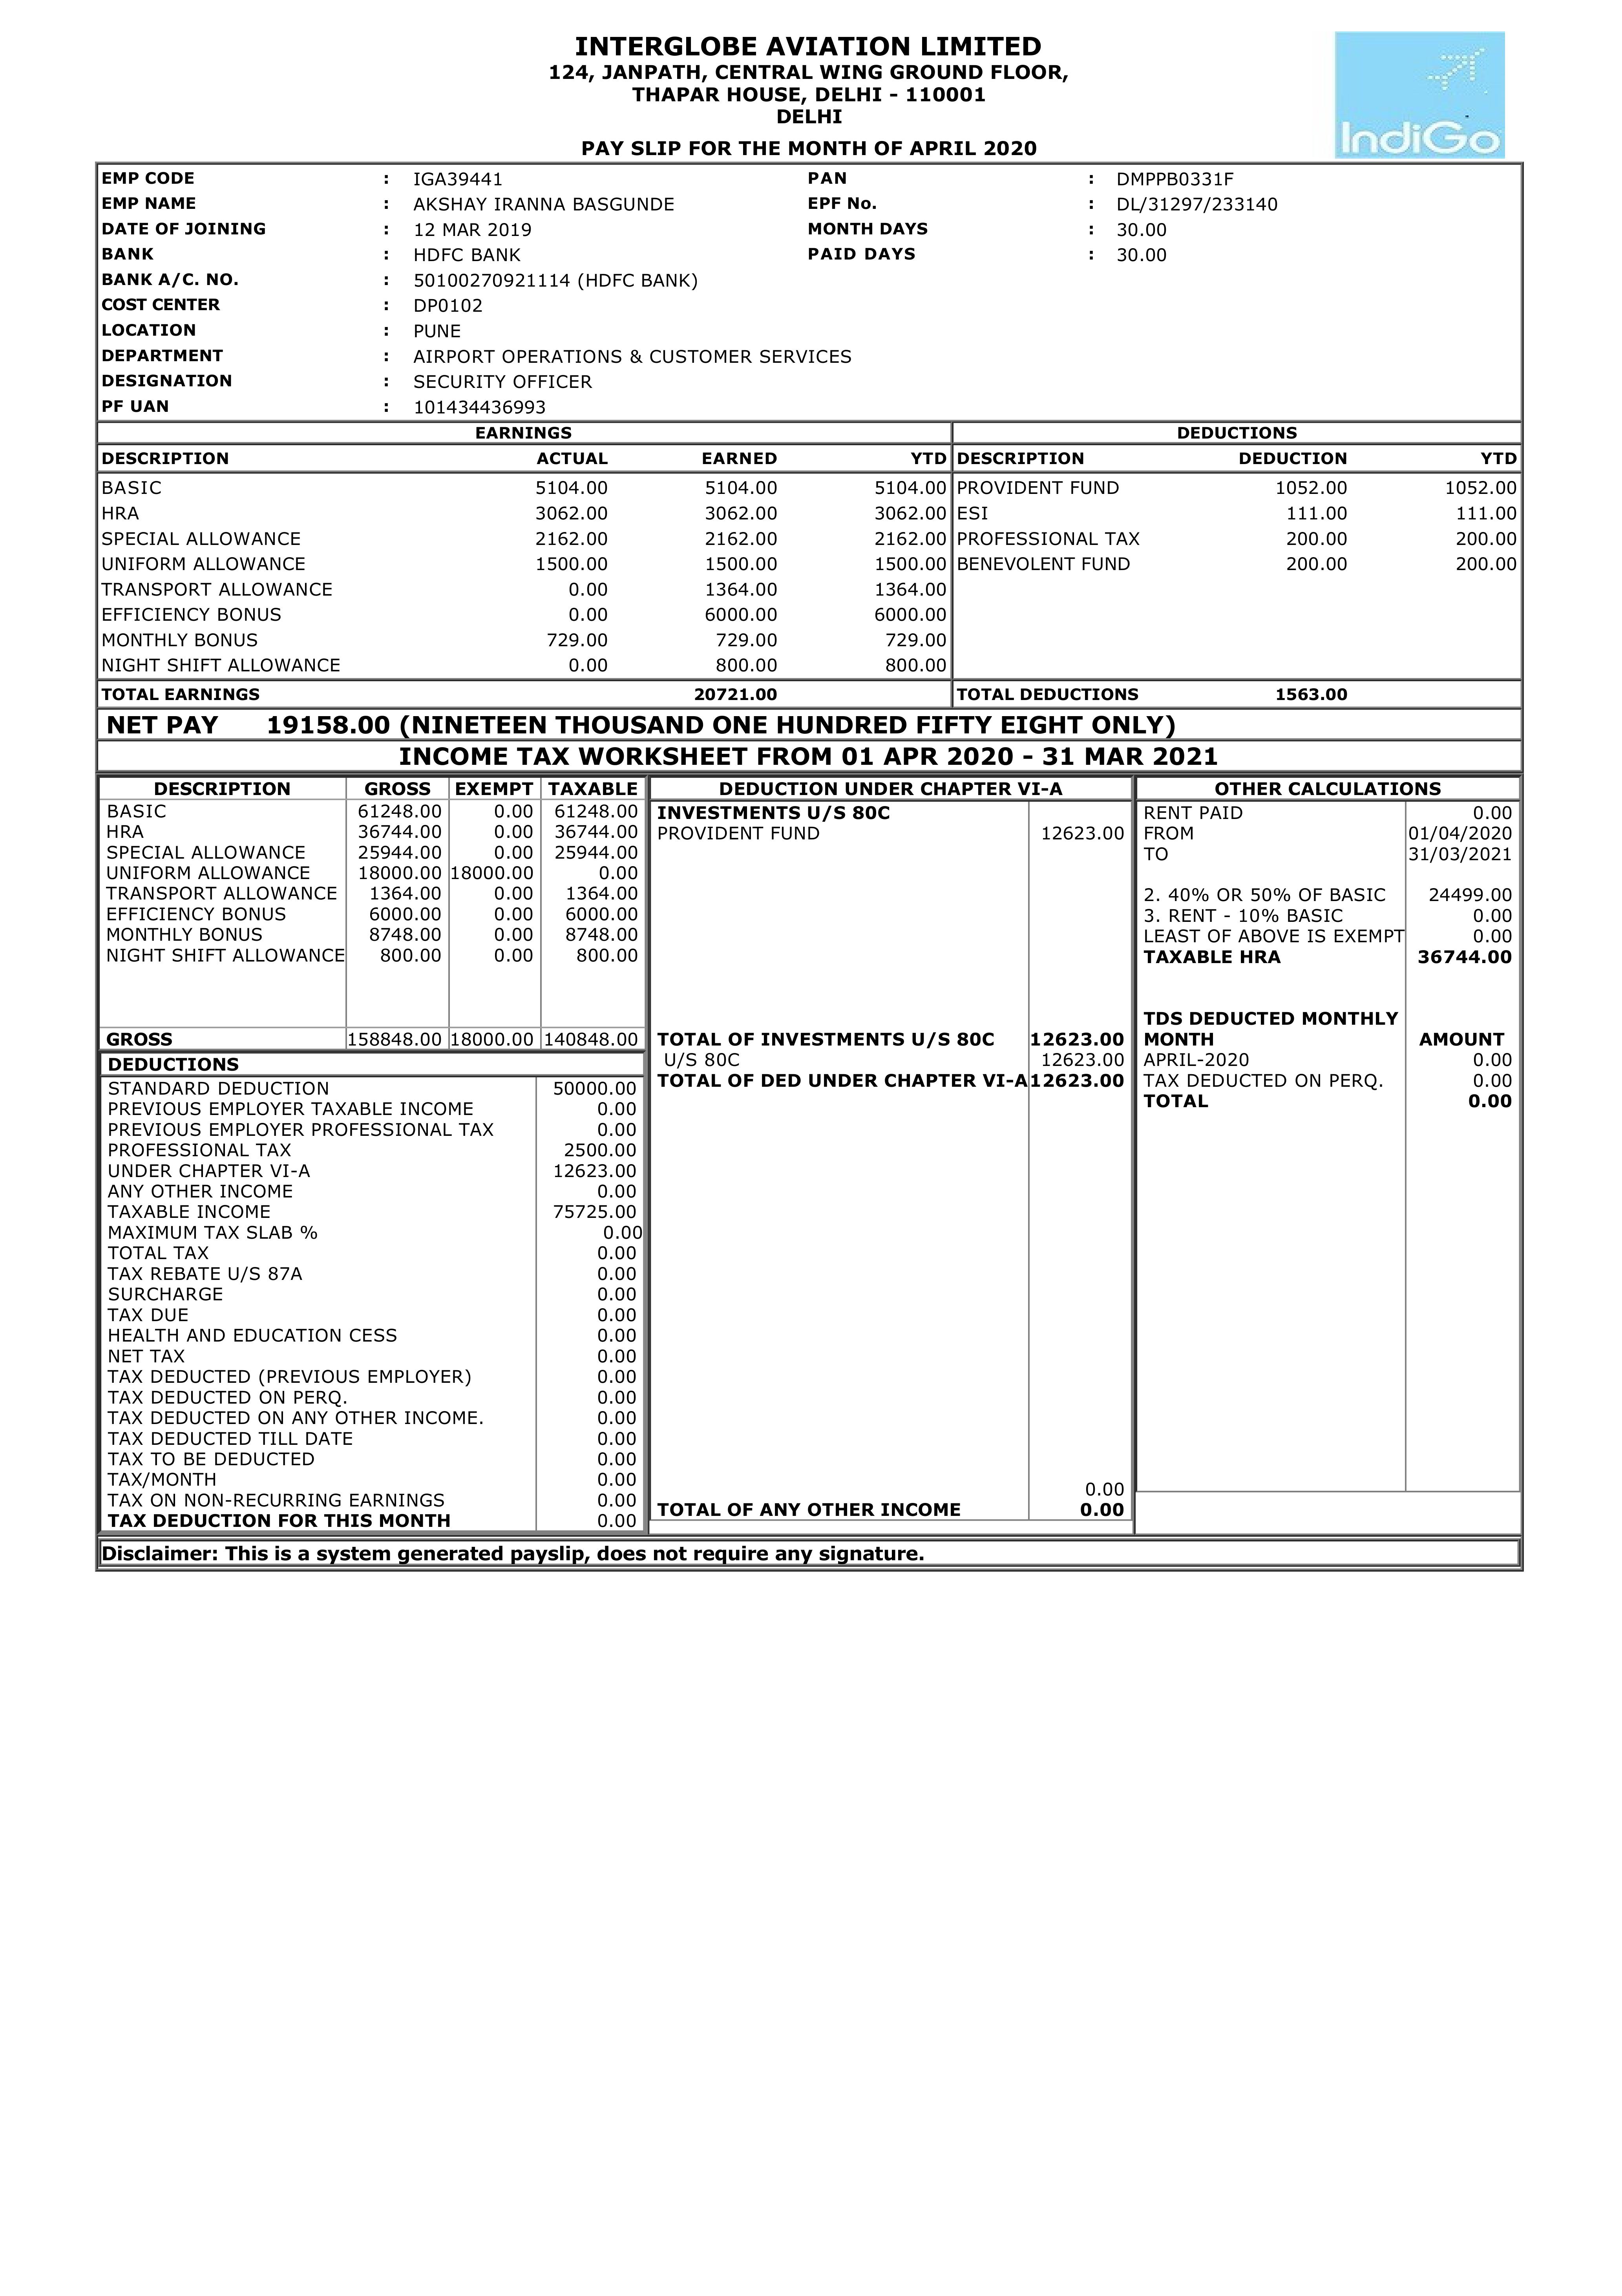 INTERGLOBE AVIATION LIMITED
124, JANPATH, CENTRAL WING GROUND FLOOR,
THAPAR HOUSE, DELHI - 110001
DELHI
IndiGo
PAY SLIP FOR THE MONTH OF APRIL 2020
EMP CODE : IGA39441 PAN : DMPPB0331F
EMP NAME : AKSHAY IRANNA BASGUNDE EPF No. : DL/31297/233140
DATE OF JOINING : 12 MAR 2019 MONTH DAYS : 30.00
BANK : HDFC BANK PAID DAYS : 30.00
BANK A/C. NO. : 50100270921114 (HDFC BANK)
COST CENTER : DP0102
LOCATION : PUNE
DEPARTMENT : AIRPORT OPERATIONS & CUSTOMER SERVICES
DESIGNATION : SECURITY OFFICER
PF UAN : 101434436993
EARNINGS DEDUCTIONS
DESCRIPTION ACTUAL EARNED YTD DESCRIPTION DEDUCTION YTD
BASIC 5104.00 5104.00 5104.00 PROVIDENT FUND 1052.00 1052.00
HRA 3062.00 3062.00 3062.00 ESI 111.00 111.00
SPECIAL ALLOWANCE 2162.00 2162.00 2162.00 PROFESSIONAL TAX 200.00 200.00
UNIFORM ALLOWANCE 1500.00 1500.00 1500.00 BENEVOLENT FUND 200.00 200.00
TRANSPORT ALLOWANCE 0.00 1364.00 1364.00
EFFICIENCY BONUS 0.00 6000.00 6000.00
MONTHLY BONUS 729.00 729.00 729.00
NIGHT SHIFT ALLOWANCE 0.00 800.00 800.00
TOTAL EARNINGS 20721.00 TOTAL DEDUCTIONS 1563.00
NET PAY 19158.00 (NINETEEN THOUSAND ONE HUNDRED FIFTY EIGHT ONLY)
INCOME TAX WORKSHEET FROM 01 APR 2020 - 31 MAR 2021
DESCRIPTION GROSS EXEMPT TAXABLE
BASIC 61248.00 0.00 61248.00
HRA 36744.00 0.00 36744.00
SPECIAL ALLOWANCE 25944.00 0.00 25944.00
UNIFORM ALLOWANCE 18000.00 18000.00 0.00
TRANSPORT ALLOWANCE 1364.00 0.00 1364.00
EFFICIENCY BONUS 6000.00 0.00 6000.00
MONTHLY BONUS 8748.00 0.00 8748.00
NIGHT SHIFT ALLOWANCE 800.00 0.00 800.00
GROSS 158848.00 18000.00 140848.00
DEDUCTIONS
STANDARD DEDUCTION 50000.00
PREVIOUS EMPLOYER TAXABLE INCOME 0.00
PREVIOUS EMPLOYER PROFESSIONAL TAX 0.00
PROFESSIONAL TAX 2500.00
UNDER CHAPTER VI-A 12623.00
ANY OTHER INCOME 0.00
TAXABLE INCOME 75725.00
MAXIMUM TAX SLAB % 0.00
TOTAL TAX 0.00
TAX REBATE U/S 87A 0.00
SURCHARGE 0.00
TAX DUE 0.00
HEALTH AND EDUCATION CESS 0.00
NET TAX 0.00
TAX DEDUCTED (PREVIOUS EMPLOYER) 0.00
TAX DEDUCTED ON PERQ. 0.00
TAX DEDUCTED ON ANY OTHER INCOME. 0.00
TAX DEDUCTED TILL DATE 0.00
TAX TO BE DEDUCTED 0.00
TAX/MONTH 0.00
TAX ON NON-RECURRING EARNINGS 0.00
TAX DEDUCTION FOR THIS MONTH 0.00
DEDUCTION UNDER CHAPTER VI-A
INVESTMENTS U/S 80C
PROVIDENT FUND 12623.00
TOTAL OF INVESTMENTS U/S 80C 12623.00
U/S 80C 12623.00
TOTAL OF DED UNDER CHAPTER VI-A 12623.00
0.00
TOTAL OF ANY OTHER INCOME 0.00
OTHER CALCULATIONS
RENT PAID 0.00
FROM 01/04/2020
TO 31/03/2021
2. 40% OR 50% OF BASIC 24499.00
3. RENT - 10% BASIC 0.00
LEAST OF ABOVE IS EXEMPT 0.00
TAXABLE HRA 36744.00
TDS DEDUCTED MONTHLY
MONTH AMOUNT
APRIL-2020 0.00
TAX DEDUCTED ON PERQ. 0.00
TOTAL 0.00
Disclaimer: This is a system generated payslip, does not require any signature.